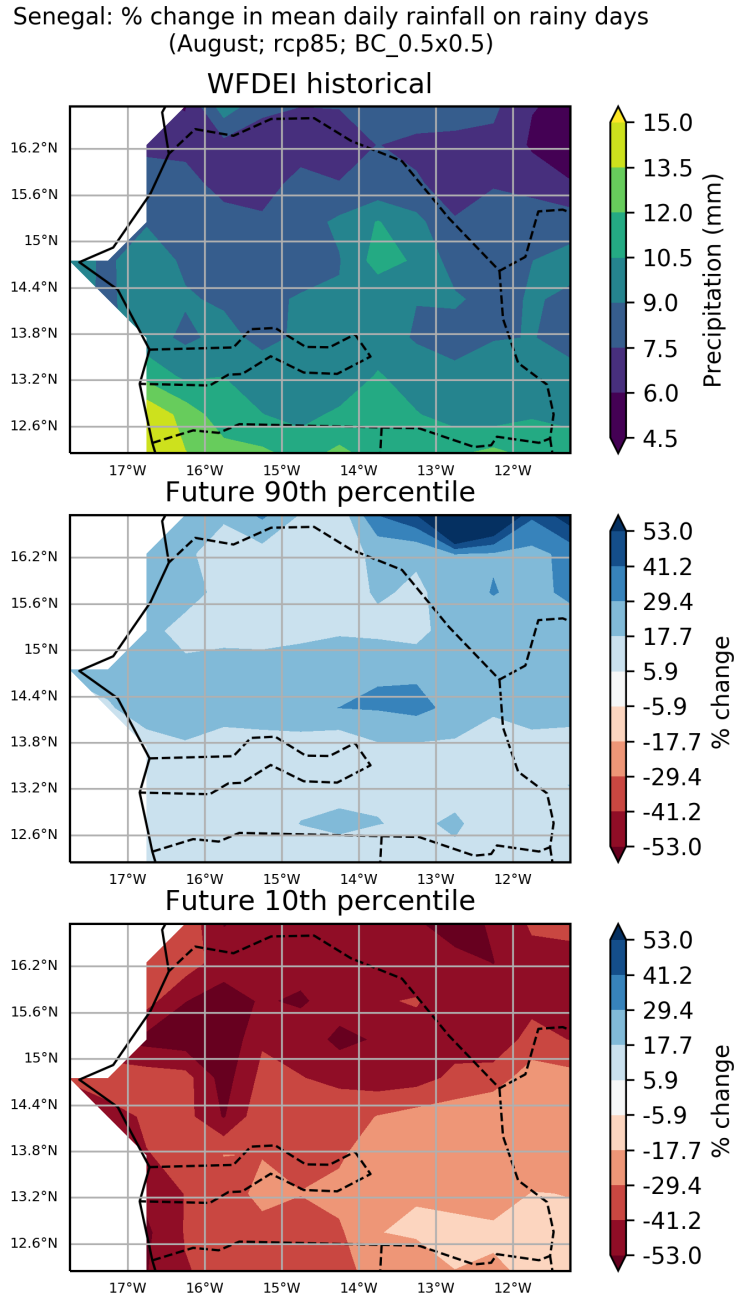 Senegal: % change in mean daily rainfall on rainy days
(August; rcp85; BC_0.5x0.5)
WFDEI historical
16.2°N
15.6°N
15°N
14.4°N
13.8°N
13.2°N
12.6°N
17°W 16°W 15°W 14°W 13°W 12°W
15.0
13.5
12.0
10.5
9.0
7.5
6.0
4.5
Precipitation (mm)
Future 90th percentile
16.2°N
15.6°N
15°N
14.4°N
13.8°N
13.2°N
12.6°N
17°W 16°W 15°W 14°W 13°W 12°W
53.0
41.2
29.4
17.7
5.9
-5.9
-17.7
-29.4
-41.2
-53.0
% change
Future 10th percentile
16.2°N
15.6°N
15°N
14.4°N
13.8°N
13.2°N
12.6°N
17°W 16°W 15°W 14°W 13°W 12°W
53.0
41.2
29.4
17.7
5.9
-5.9
-17.7
-29.4
-41.2
-53.0
% change